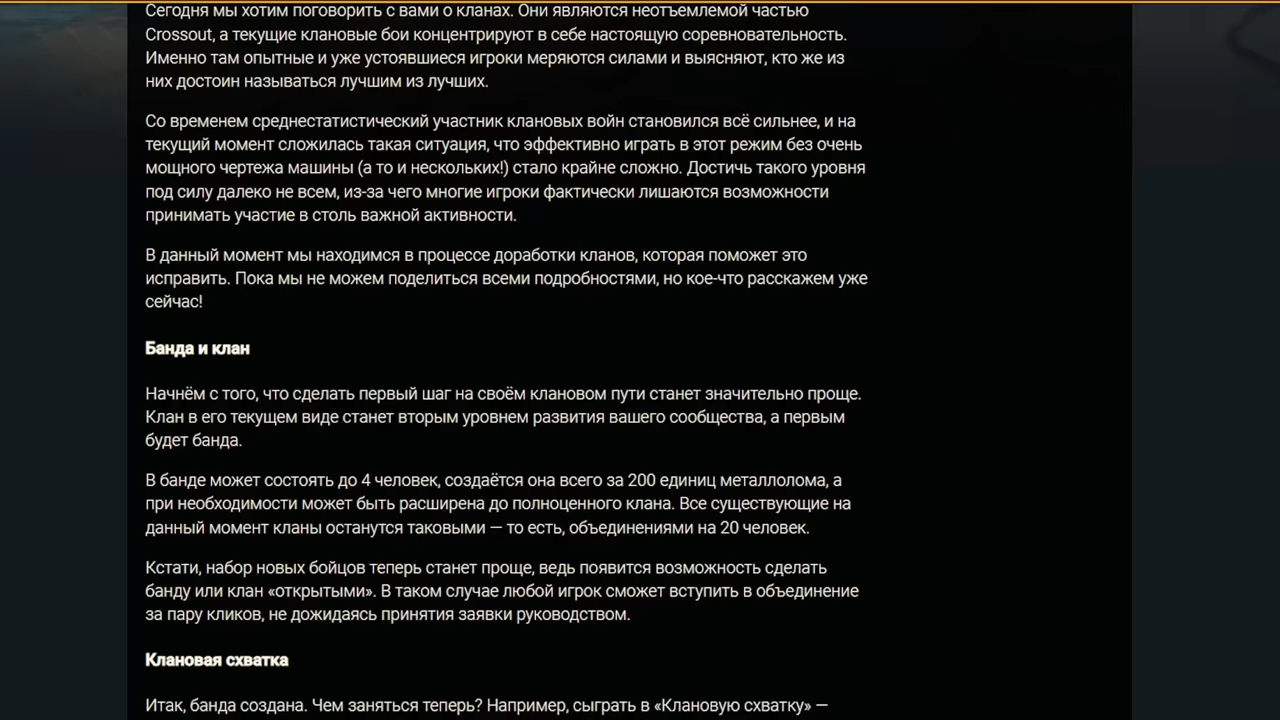 Сегодня мы хотим поговорить с вами о кланах. Они являются неотъемлемой частью
Crossout, а текущие клановые бои концентрируют в себе настоящую соревновательность.
Именно там опытные и уже устоявшиеся игроки меряются силами и выясняют, кто же из
них достоин называться лучшим из лучших.
Со временем среднестатистический участник клановых войн становился всё сильнее, и на
текущий момент сложилась такая ситуация, что эффективно играть в этот режим без очень
мощного чертежа машины (а то и нескольких!) стало крайне сложно. Достичь такого уровня
под силу далеко не всем, из-за чего многие игроки фактически лишаются возможности
принимать участие в столь важной активности.
В данный момент мы находимся в процессе доработки кланов, которая поможет это
исправить. Пока мы не можем поделиться всеми подробностями, но кое-что расскажем уже
сейчас!
Банда и клан
Начнём с того, что сделать первый шаг на своём клановом пути станет значительно проще.
Клан в его текущем виде станет вторым уровнем развития вашего сообщества, а первым
будет банда.
В банде может состоять до 4 человек, создаётся она всего за 200 единиц металлолома, а
при необходимости может быть расширена до полноценного клана. Все существующие на
данный момент кланы останутся таковыми — то есть, объединениями на 20 человек.
Кстати, набор новых бойцов теперь станет проще, ведь появится возможность сделать
банду или клан «открытыми». В таком случае любой игрок сможет вступить в объединение
за пару кликов, не дожидаясь принятия заявки руководством.
Клановая схватка
Итак, банда создана. Чем заняться теперь? Например, сыграть в «Клановую схватку» —